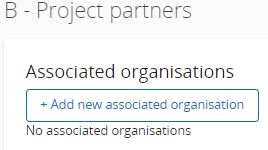 B - Project partners
Associated organisations
+ Add new associated organisation
No associated organisations